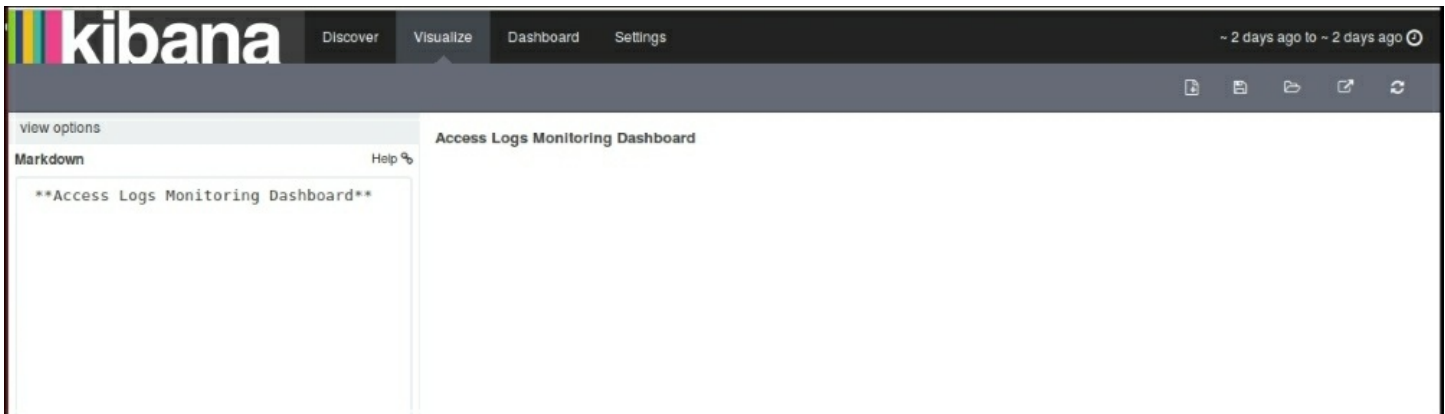 kibana Discover Visualize Dashboard Settings ~ 2 days ago to ~ 2 days ago
view options
Markdown Help
**Access Logs Monitoring Dashboard**
Access Logs Monitoring Dashboard